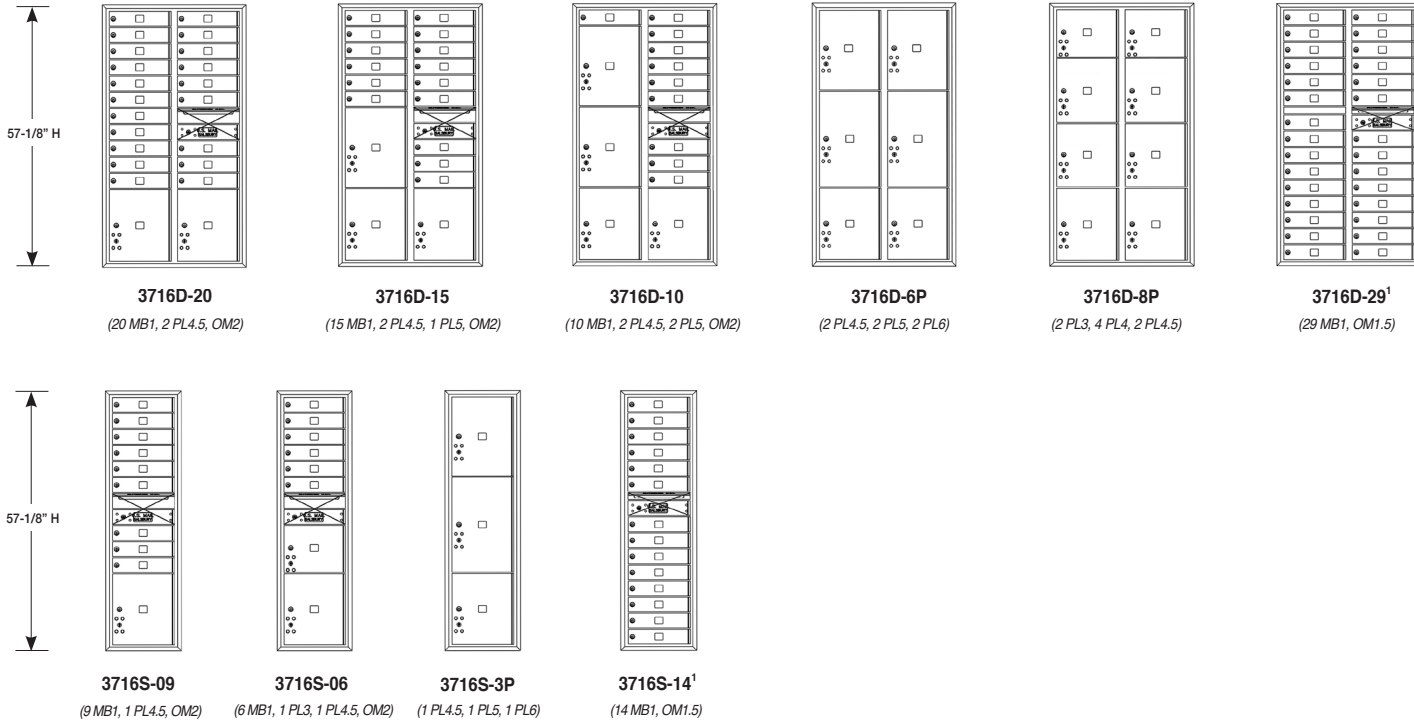 57-1/8" H
3716D-20
(20 MB1, 2 PL4.5, OM2)
3716D-15
(15 MB1, 2 PL4.5, 1 PL5, OM2)
3716D-10
(10 MB1, 2 PL4.5, 2 PL5, OM2)
3716D-6P
(2 PL4.5, 2 PL5, 2 PL6)
3716D-8P
(2 PL3, 4 PL4, 2 PL4.5)
3716D-29¹
(29 MB1, OM1.5)
57-1/8" H
3716S-09
(9 MB1, 1 PL4.5, OM2)
3716S-06
(6 MB1, 1 PL3, 1 PL4.5, OM2)
3716S-3P
(1 PL4.5, 1 PL5, 1 PL6)
3716S-14¹
(14 MB1, OM1.5)